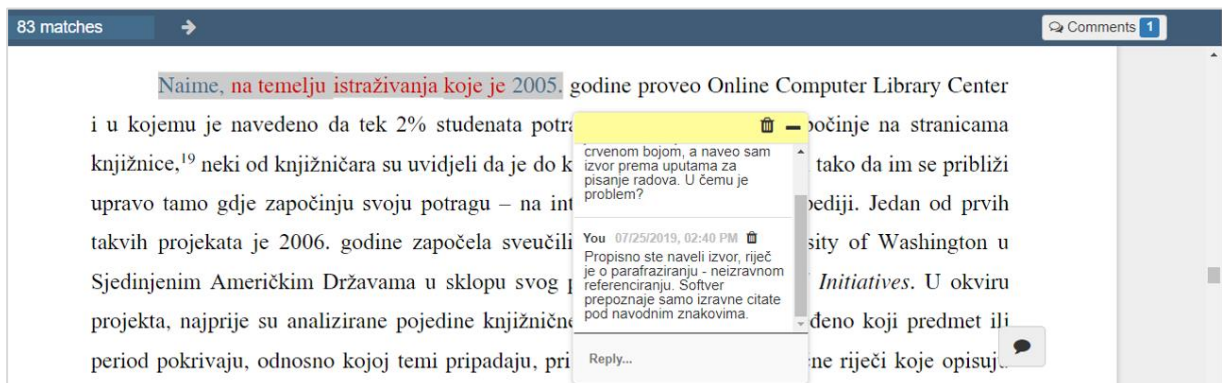 83 matches
Comments 1
Naime, na temelju istraživanja koje je 2005. godine proveo Online Computer Library Center
i u kojemu je navedeno da tek 2% studenata potra
počinje na stranicama
knjižnice,19 neki od knjižničara su uvidjeli da je do k
tako da im se približi
upravo tamo gdje započinju svoju potragu – na int
pediji. Jedan od prvih
takvih projekata je 2006. godine započela sveučili
sity of Washington u
Sjedinjenim Američkim Državama u sklopu svog p
Initiatives. U okviru
projekta, najprije su analizirane pojedine knjižnične
đeno koji predmet ili
period pokrivaju, odnosno kojoj temi pripadaju, pri
ne riječi koje opisuju
crvenom bojom, a naveo sam
izvor prema uputama za
pisanje radova. U čemu je
problem?
You 07/25/2019, 02:40 PM
Propisno ste naveli izvor, riječ
je o parafraziranju - neizravnom
referenciranju. Softver
prepoznaje samo izravne citate
pod navodnim znakovima.
Reply...